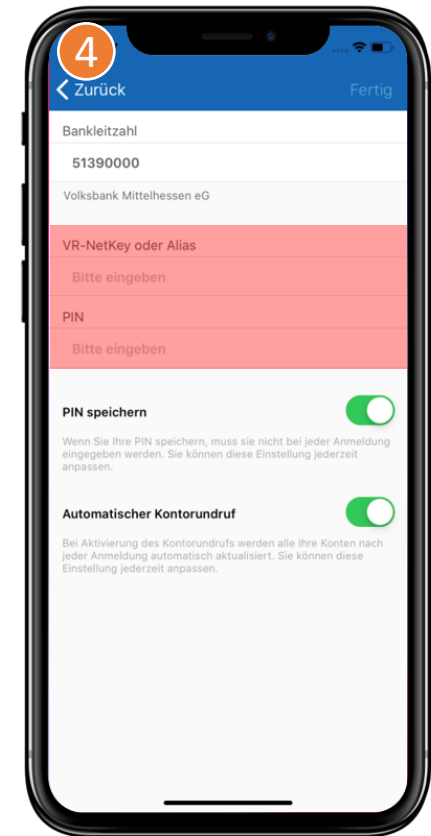 4
Zurück
Fertig
Bankleitzahl
51390000
Volksbank Mittelhessen eG
VR-NetKey oder Alias
Bitte eingeben
PIN
Bitte eingeben
PIN speichern
Wenn Sie Ihre PIN speichern, muss sie nicht bei jeder Anmeldung
eingegeben werden. Sie können diese Einstellung jederzeit
anpassen.
Automatischer Kontorundruf
Bei Aktivierung des Kontorundrufs werden alle Ihre Konten nach
jeder Anmeldung automatisch aktualisiert. Sie können diese
Einstellung jederzeit anpassen.